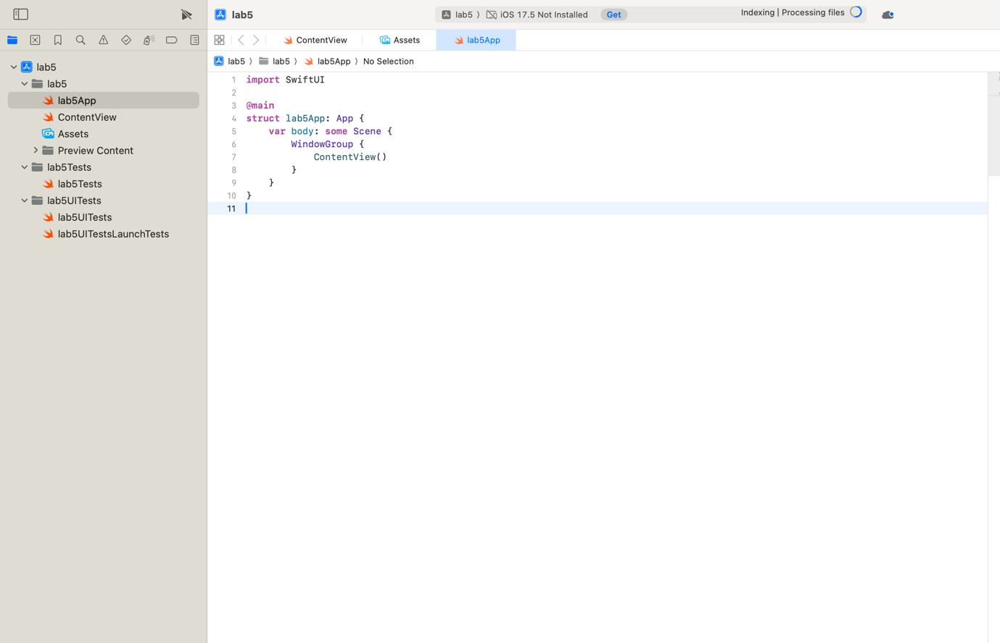 lab5
lab5 〉 iOS 17.5 Not Installed
Get
Indexing | Processing files
ContentView
Assets
lab5App
lab5 〉 lab5 〉 lab5App 〉 No Selection
lab5
lab5
lab5App
ContentView
Assets
Preview Content
lab5Tests
lab5Tests
lab5UITests
lab5UITests
lab5UITestsLaunchTests
1 import SwiftUI
2
3 @main
4 struct lab5App: App {
5     var body: some Scene {
6         WindowGroup {
7             ContentView()
8         }
9     }
10 }
11